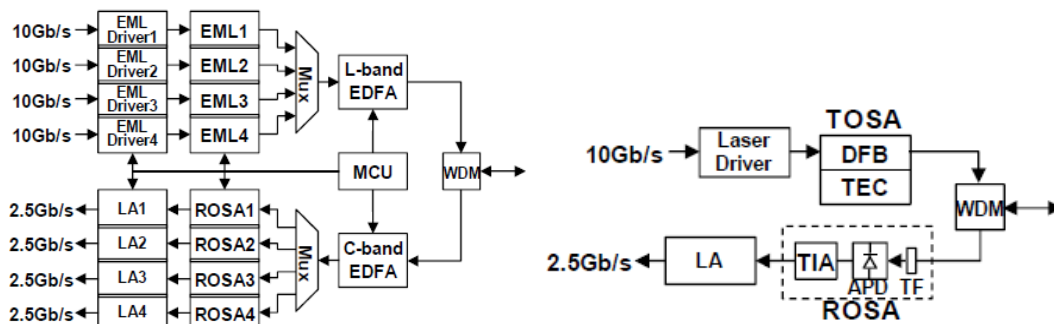 10Gb/s
EML
Driver1
EML1
10Gb/s
EML
Driver2
EML2
10Gb/s
EML
Driver3
EML3
10Gb/s
EML
Driver4
EML4
Mux
L-band
EDFA
MCU
WDM
2.5Gb/s
LA1
ROSA1
2.5Gb/s
LA2
ROSA2
2.5Gb/s
LA3
ROSA3
2.5Gb/s
LA4
ROSA4
Mux
C-band
EDFA
TOSA
10Gb/s
Laser
Driver
DFB
TEC
WDM
2.5Gb/s
LA
TIA
APD
TF
ROSA